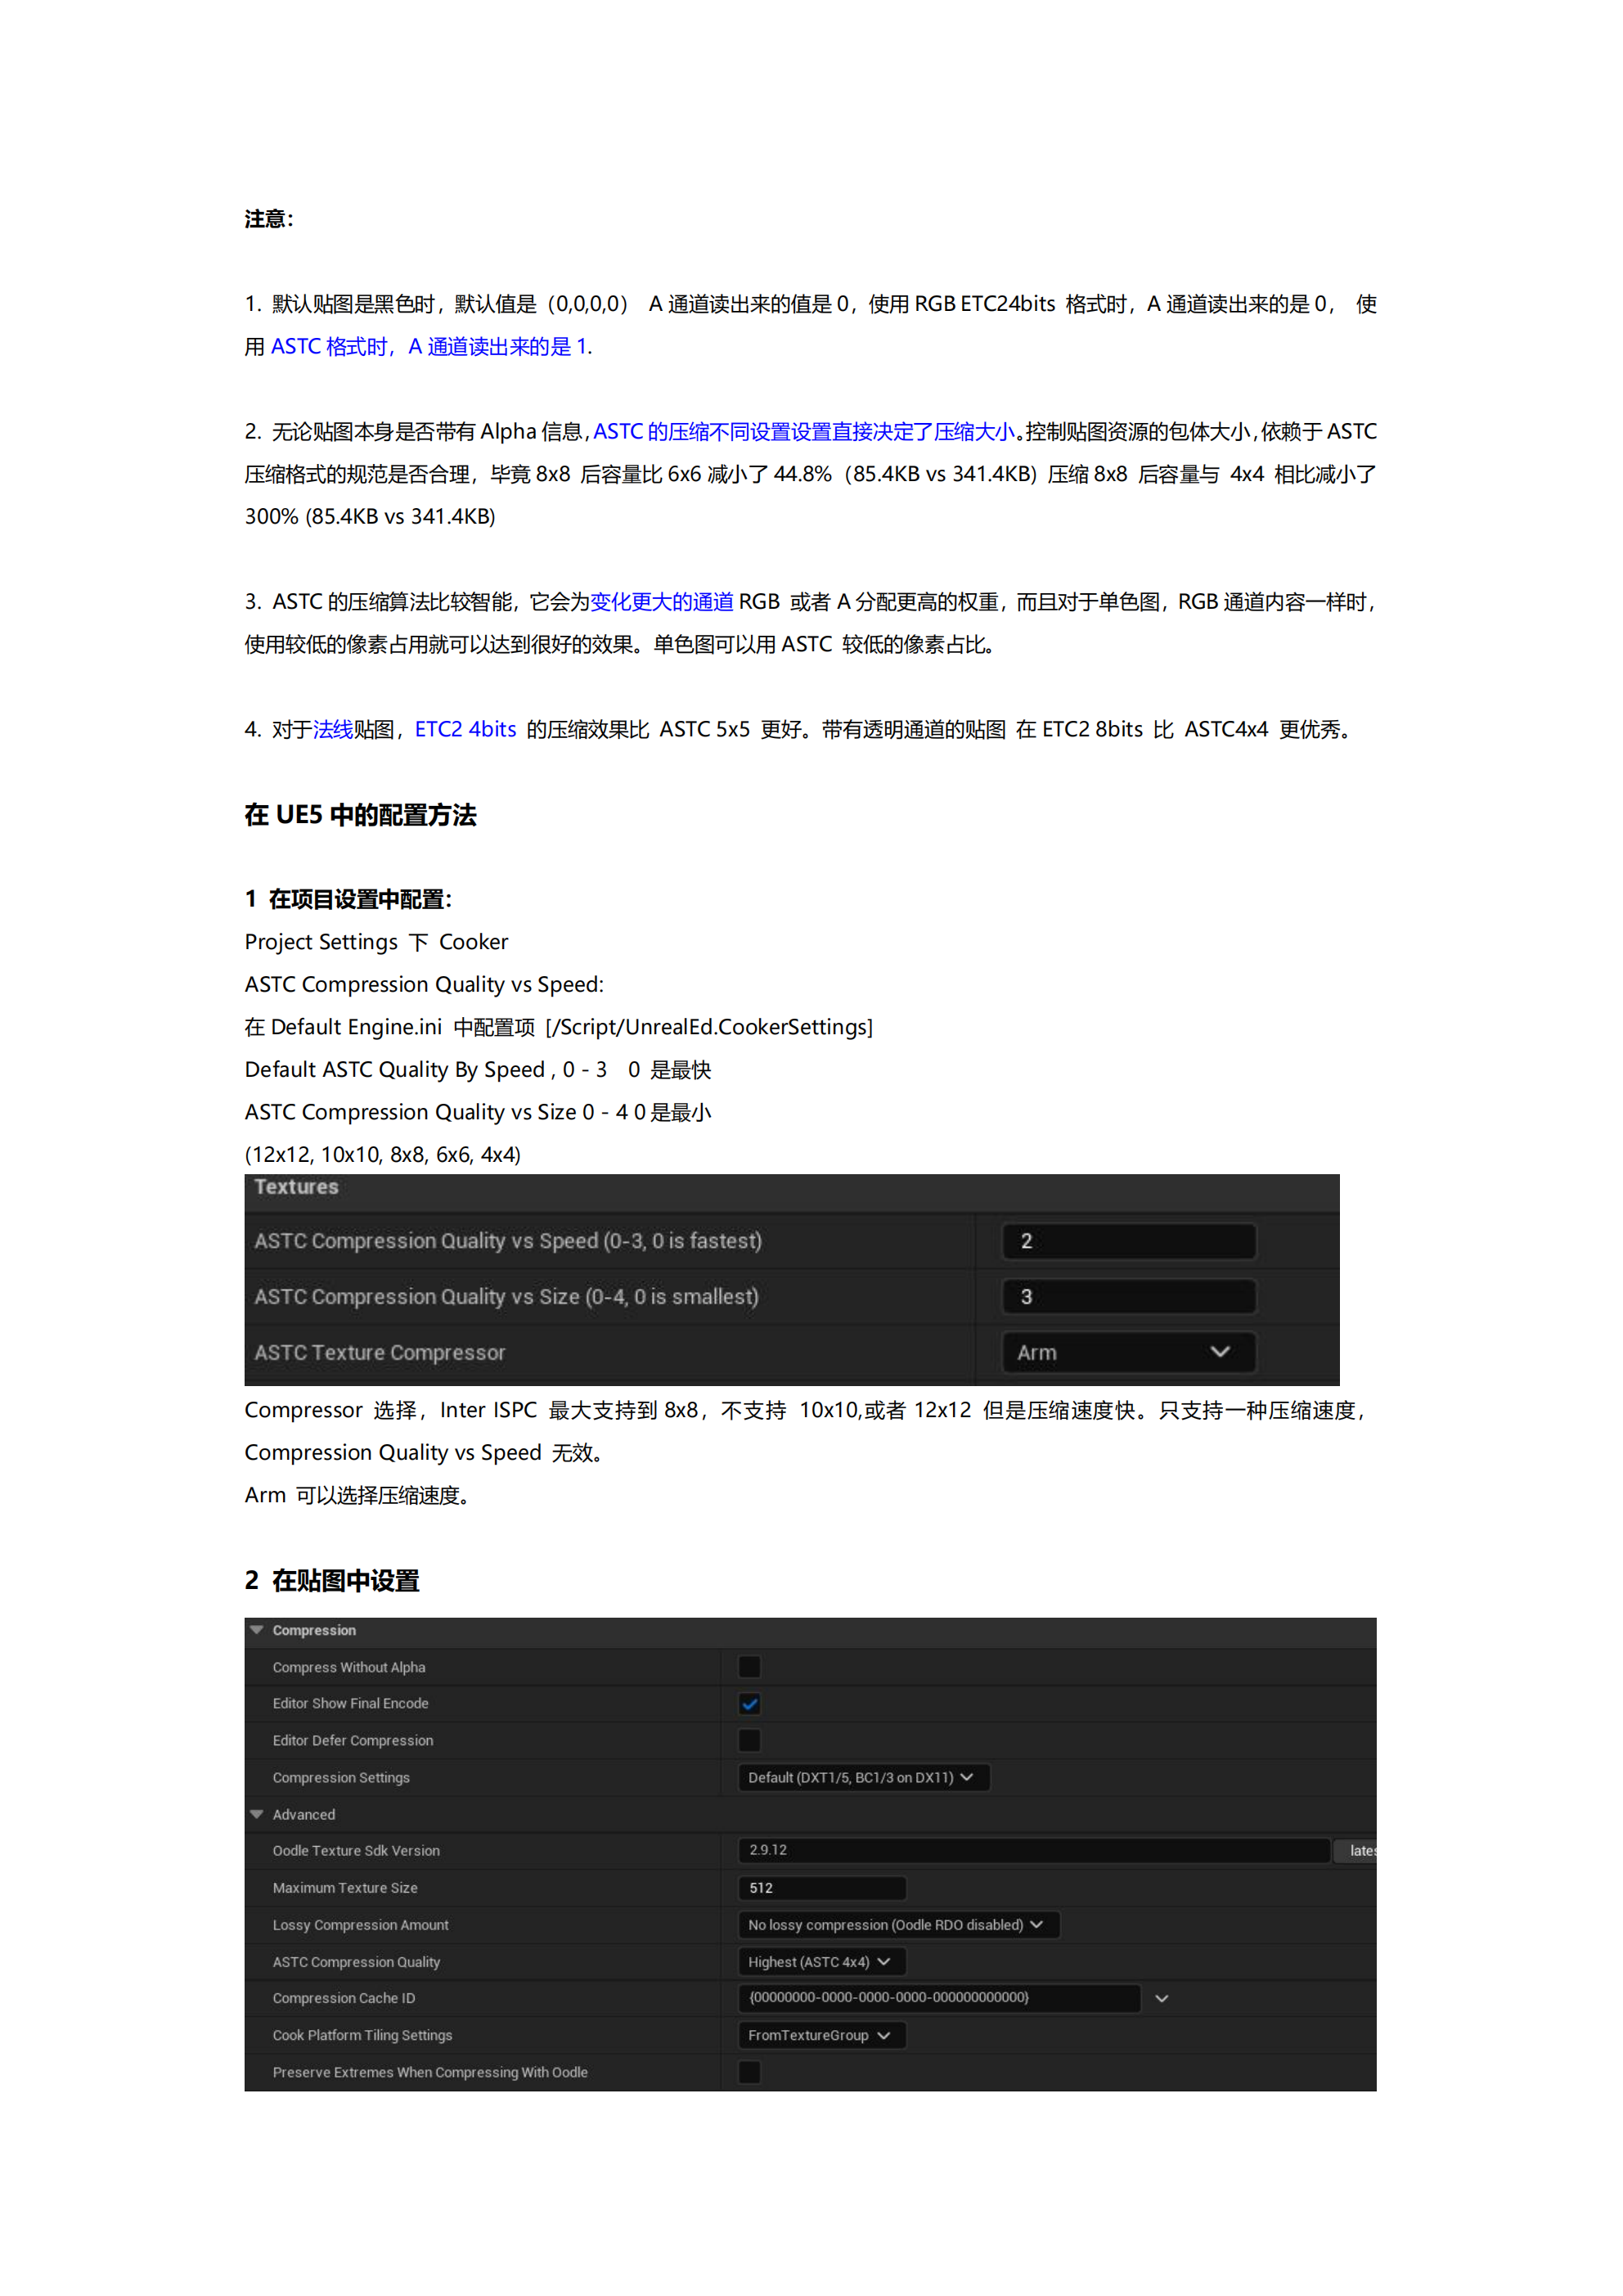 注意：
1. 默认贴图是黑色时，默认值是（0,0,0,0） A 通道读出来的值是 0，使用 RGB ETC24bits 格式时，A 通道读出来的是 0， 使
用 ASTC 格式时，A 通道读出来的是 1.
2. 无论贴图本身是否带有 Alpha 信息，ASTC 的压缩不同设置设置直接决定了压缩大小。控制贴图资源的包体大小，依赖于 ASTC
压缩格式的规范是否合理，毕竟 8x8 后容量比 6x6 减小了 44.8%（85.4KB vs 341.4KB) 压缩 8x8 后容量与 4x4 相比减小了
300% (85.4KB vs 341.4KB)
3. ASTC 的压缩算法比较智能，它会为变化更大的通道 RGB 或者 A 分配更高的权重，而且对于单色图，RGB 通道内容一样时，
使用较低的像素占用就可以达到很好的效果。单色图可以用 ASTC 较低的像素占比。
4. 对于法线贴图，ETC2 4bits 的压缩效果比 ASTC 5x5 更好。带有透明通道的贴图 在 ETC2 8bits 比 ASTC4x4 更优秀。
在 UE5 中的配置方法
1 在项目设置中配置：
Project Settings 下 Cooker
ASTC Compression Quality vs Speed:
在 Default Engine.ini 中配置项 [/Script/UnrealEd.CookerSettings]
Default ASTC Quality By Speed , 0 - 3 0 是最快
ASTC Compression Quality vs Size 0 - 4 0 是最小
(12x12, 10x10, 8x8, 6x6, 4x4)
Textures
ASTC Compression Quality vs Speed (0-3, 0 is fastest) 2
ASTC Compression Quality vs Size (0-4, 0 is smallest) 3
ASTC Texture Compressor Arm
Compressor 选择，Inter ISPC 最大支持到 8x8，不支持 10x10,或者 12x12 但是压缩速度快。只支持一种压缩速度，
Compression Quality vs Speed 无效。
Arm 可以选择压缩速度。
2 在贴图中设置
Compression
Compress Without Alpha
Editor Show Final Encode
Editor Defer Compression
Compression Settings Default (DXT1/5, BC1/3 on DX11)
Advanced
Oodle Texture Sdk Version 2.9.12 lates
Maximum Texture Size 512
Lossy Compression Amount No lossy compression (Oodle RDO disabled)
ASTC Compression Quality Highest (ASTC 4x4)
Compression Cache ID {00000000-0000-0000-0000-000000000000}
Cook Platform Tiling Settings FromTextureGroup
Preserve Extremes When Compressing With Oodle